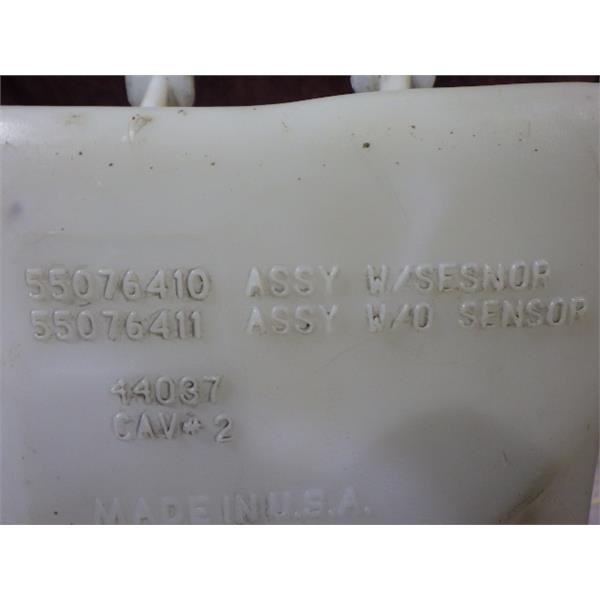 55076410 ASSY W/SESNOR
55076411 ASSY W/O SENSOR
44037
CAV# 2
MADE IN U.S.A.